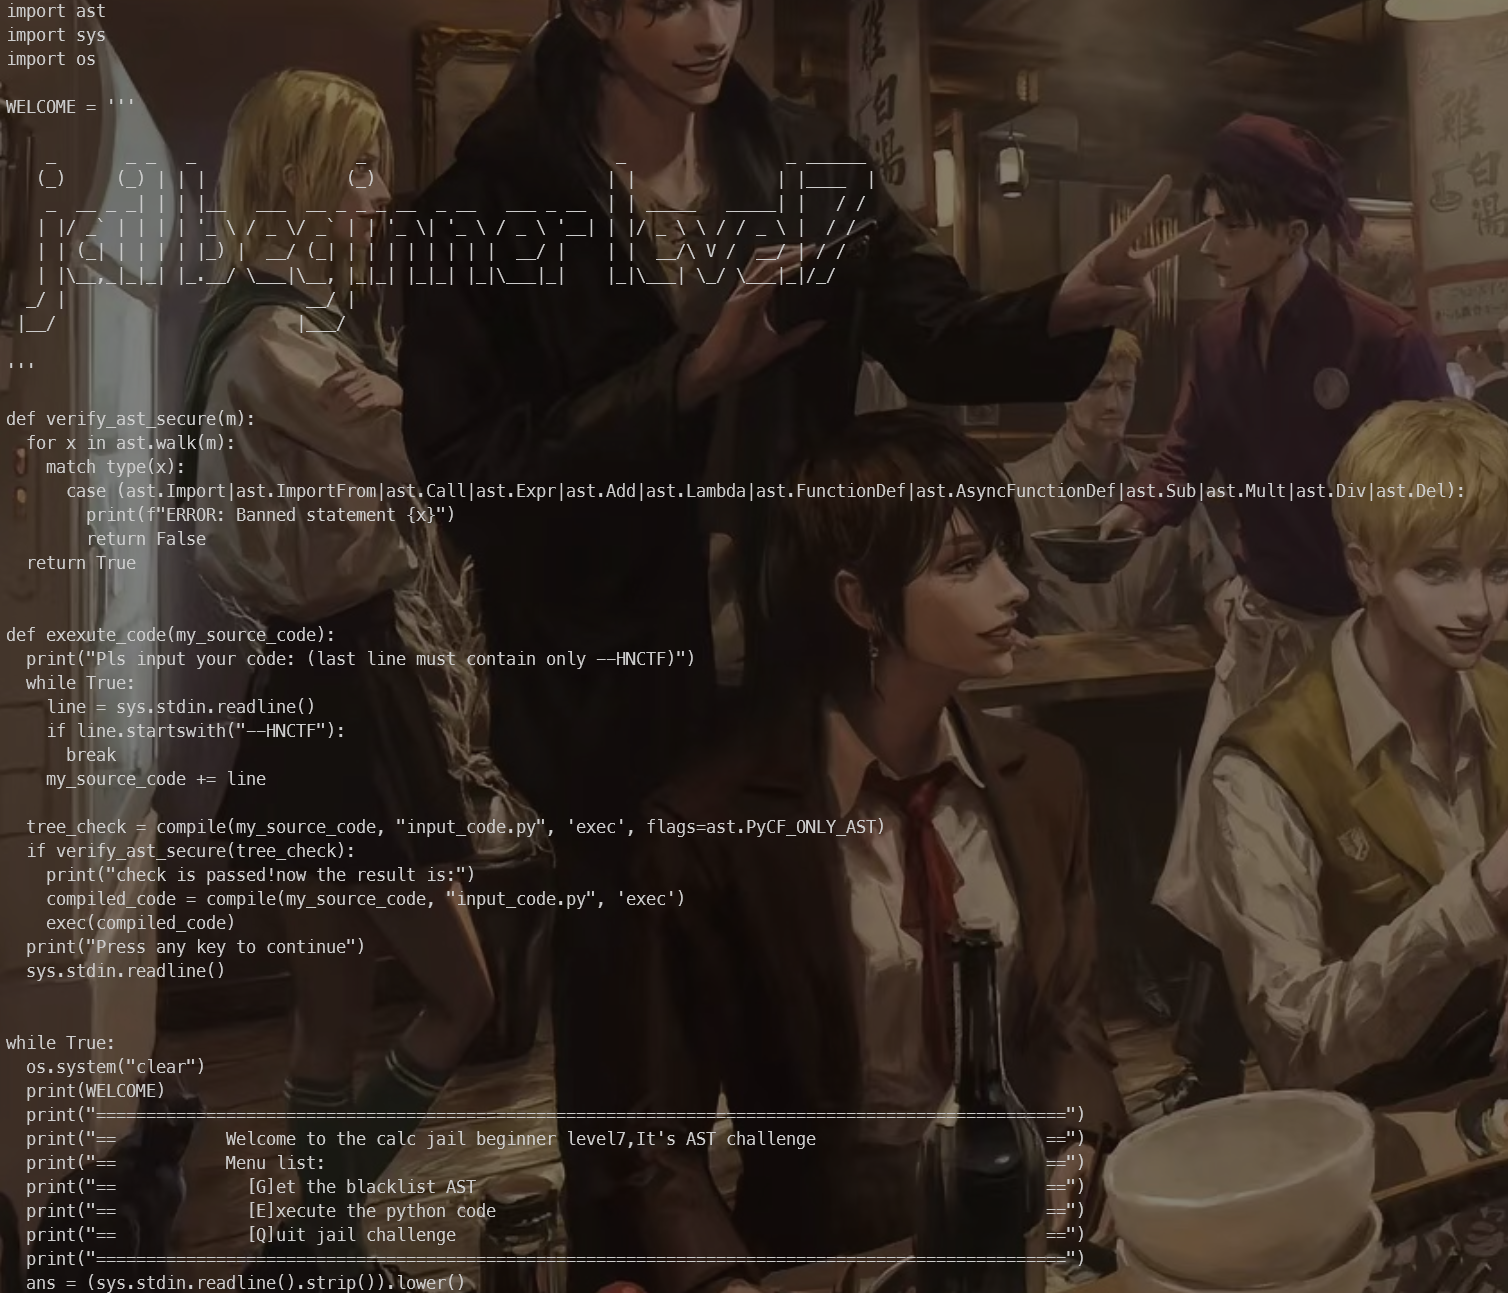 import ast
import sys
import os
WELCOME = '''
     _       _ _   _                _                         _                _ ______
   (_)     (_) | | |              (_)                       | |              | |____  |
    _  __ _ _| | | |__   ___  __ _ _ _ __  _ __   ___ _ __  | | _____   _____| |   / /
   | |/ _` | | | | '_ \ / _ \/ _` | | '_ \| '_ \ / _ \ '__| | |/ _ \ \ / / _ \ |  / /
   | | (_| | | | | |_) |  __/ (_| | | | | | | | |  __/ |    | |  __/\ V /  __/ | / /
   | |\__,_|_|_| |_.__/ \___|\__, |_|_| |_|_| |_|\___|_|    |_|\___| \_/ \___|_|/_/
  _/ |                        __/ |
 |__/                        |___/
'''
def verify_ast_secure(m):
  for x in ast.walk(m):
    match type(x):
      case (ast.Import|ast.ImportFrom|ast.Call|ast.Expr|ast.Add|ast.Lambda|ast.FunctionDef|ast.AsyncFunctionDef|ast.Sub|ast.Mult|ast.Div|ast.Del):
        print(f"ERROR: Banned statement {x}")
        return False
  return True
def exexute_code(my_source_code):
  print("Pls input your code: (last line must contain only --HNCTF)")
  while True:
    line = sys.stdin.readline()
    if line.startswith("--HNCTF"):
      break
    my_source_code += line
  tree_check = compile(my_source_code, "input_code.py", 'exec', flags=ast.PyCF_ONLY_AST)
  if verify_ast_secure(tree_check):
    print("check is passed!now the result is:")
    compiled_code = compile(my_source_code, "input_code.py", 'exec')
    exec(compiled_code)
  print("Press any key to continue")
  sys.stdin.readline()
while True:
  os.system("clear")
  print(WELCOME)
  print("=================================================================================================")
  print("==           Welcome to the calc jail beginner level7,It's AST challenge                       ==")
  print("==           Menu list:                                                                        ==")
  print("==             [G]et the blacklist AST                                                         ==")
  print("==             [E]xecute the python code                                                       ==")
  print("==             [Q]uit jail challenge                                                           ==")
  print("=================================================================================================")
  ans = (sys.stdin.readline().strip()).lower()